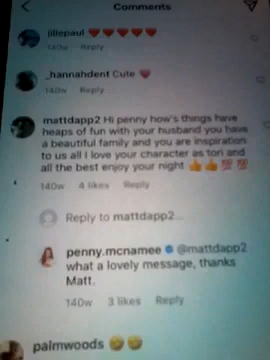 Comments
jillepaul ❤️❤️❤️❤️❤️
140w Reply
_hannahdent Cute ❤️
140w Reply
mattdapp2 Hi penny how's things have
heaps of fun with your husband you have
a beautiful family and you are inspiration
to us all I love your character as tori and
all the best enjoy your night 👍👍💯💯
140w 4 likes Reply
Reply to mattdapp2...
penny.mcnamee @mattdapp2
what a lovely message, thanks
Matt.
140w 3 likes Reply
palmwoods 🤣🤣